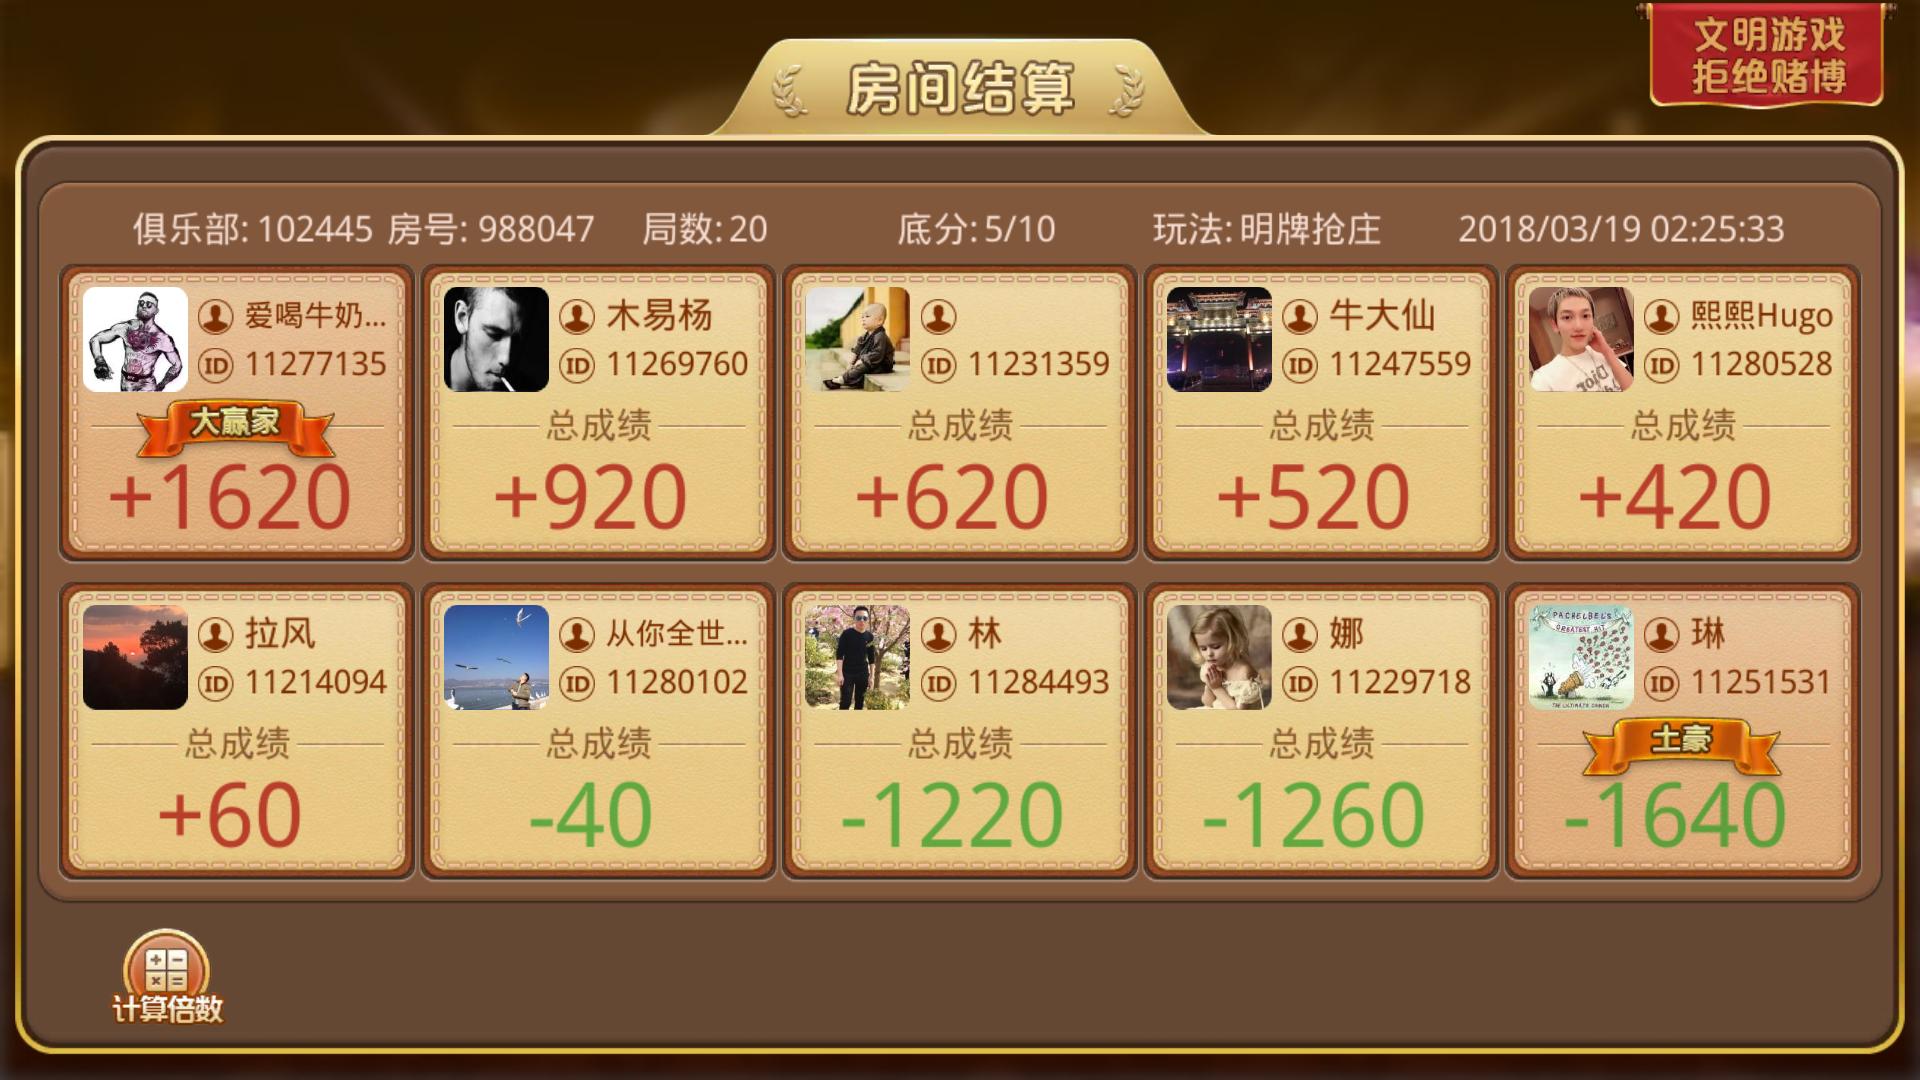 文明游戏
拒绝赌博
房间结算
俱乐部: 102445 房号: 988047 局数: 20 底分: 5/10 玩法: 明牌抢庄 2018/03/19 02:25:33
爱喝牛奶...
ID 11277135
大赢家
+1620
木易杨
ID 11269760
总成绩
+920
ID 11231359
总成绩
+620
牛大仙
ID 11247559
总成绩
+520
熙熙Hugo
ID 11280528
总成绩
+420
拉风
ID 11214094
总成绩
+60
从你全世...
ID 11280102
总成绩
-40
林
ID 11284493
总成绩
-1220
娜
ID 11229718
总成绩
-1260
PACHELBEL'S
GREATEST HIT
琳
ID 11251531
土豪
-1640
计算倍数